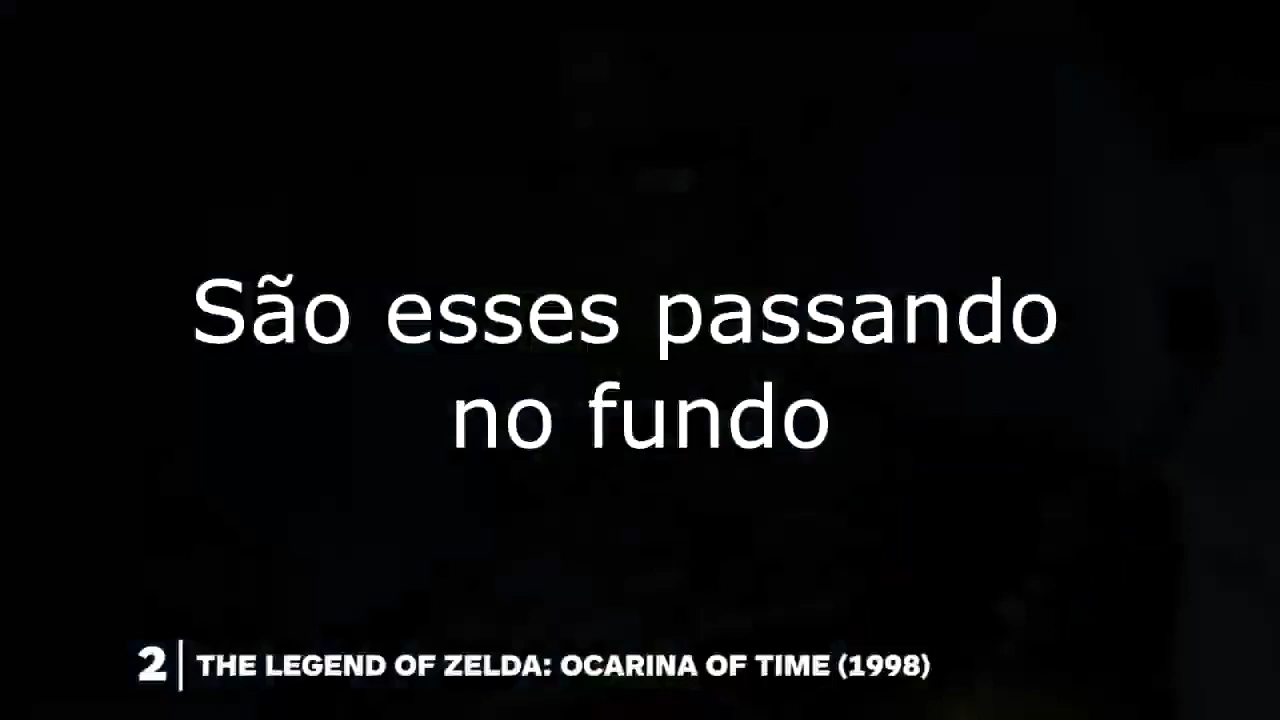 São esses passando
no fundo
2 THE LEGEND OF ZELDA: OCARINA OF TIME (1998)